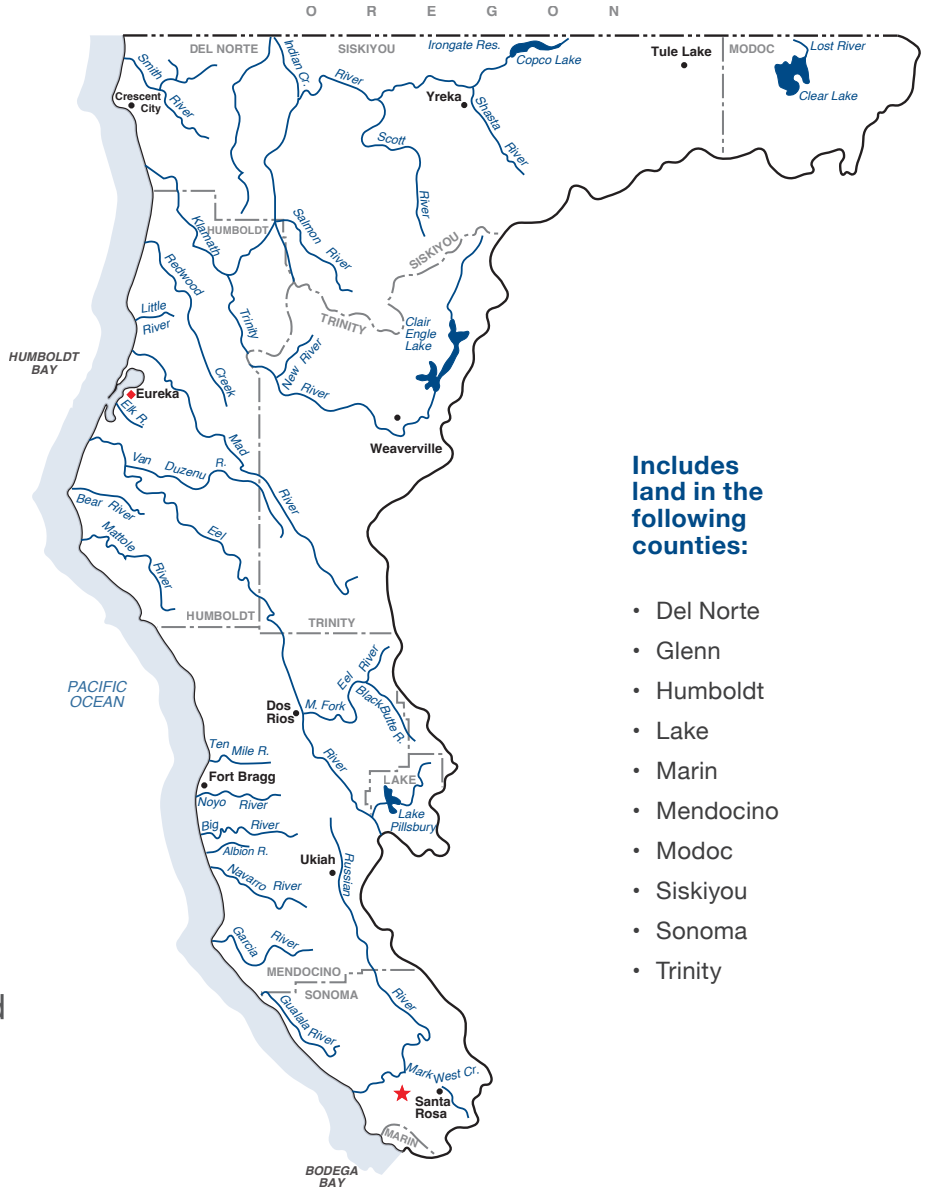 O R E G O N
DEL NORTE
Indian Cr.
SISKIYOU
Irongate Res.
Copco Lake
Tule Lake
MODOC
Lost River
Clear Lake
Smith
River
Crescent
City
River
Yreka
Shasta
River
Scott
River
Klamath
HUMBOLDT
Salmon
River
SISKIYOU
Redwood
Creek
Little
River
Trinity
TRINITY
Clair
Engle
Lake
New River
River
HUMBOLDT
BAY
Eureka
Elk R.
Weaverville
Mad
River
Van Duzenu R.
Bear River
Eel
Mattole
River
HUMBOLDT
TRINITY
Includes
land in the
following
counties:
• Del Norte
• Glenn
• Humboldt
• Lake
• Marin
• Mendocino
• Modoc
• Siskiyou
• Sonoma
• Trinity
PACIFIC
OCEAN
Dos
Rios
M. Fork
Eel River
Black Butte R.
Ten Mile R.
River
Fort Bragg
LAKE
Noyo River
Lake
Pillsbury
Big River
Albion R.
Ukiah
Russian
Navarro River
Garcia River
MENDOCINO
SONOMA
River
Gualala River
d
Mark West Cr.
Santa
Rosa
MARIN
BODEGA
BAY